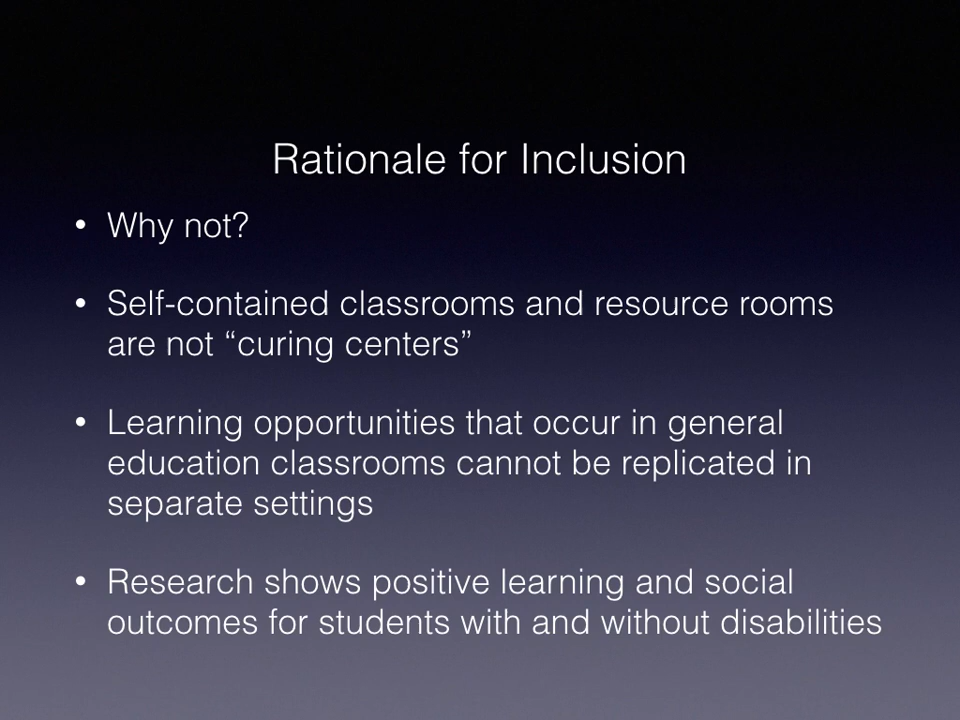 Rationale for Inclusion
• Why not?
• Self-contained classrooms and resource rooms
are not “curing centers”
• Learning opportunities that occur in general
education classrooms cannot be replicated in
separate settings
• Research shows positive learning and social
outcomes for students with and without disabilities